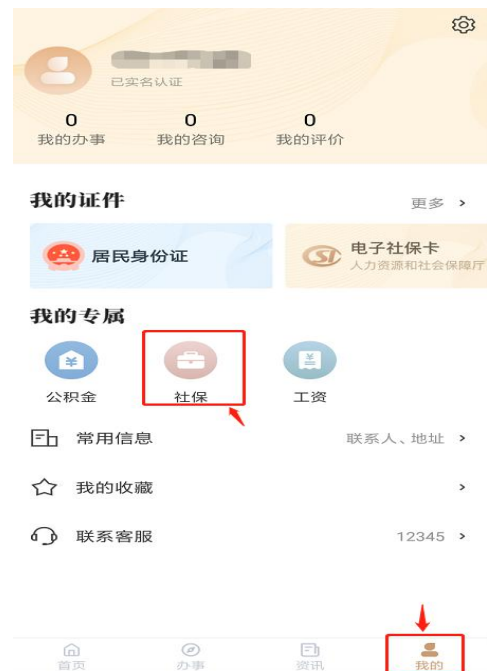 已实名认证
0 0 0
我的办事 我的咨询 我的评价
我的证件 更多 >
居民身份证
电子社保卡
人力资源和社会保障厅
我的专属
公积金 社保 工资
常用信息 联系人、地址 >
我的收藏 >
联系客服 12345 >
首页 办事 资讯 我的